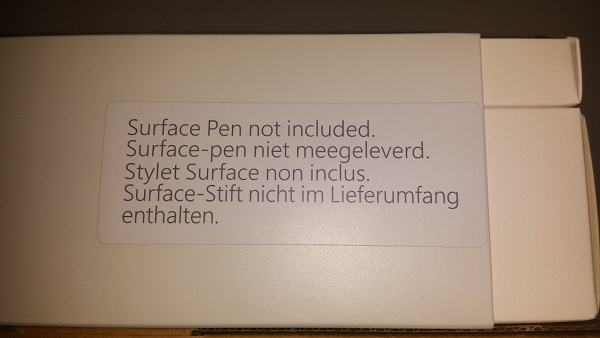 Surface Pen not included.
Surface-pen niet meegeleverd.
Stylet Surface non inclus.
Surface-Stift nicht im Lieferumfang
enthalten.